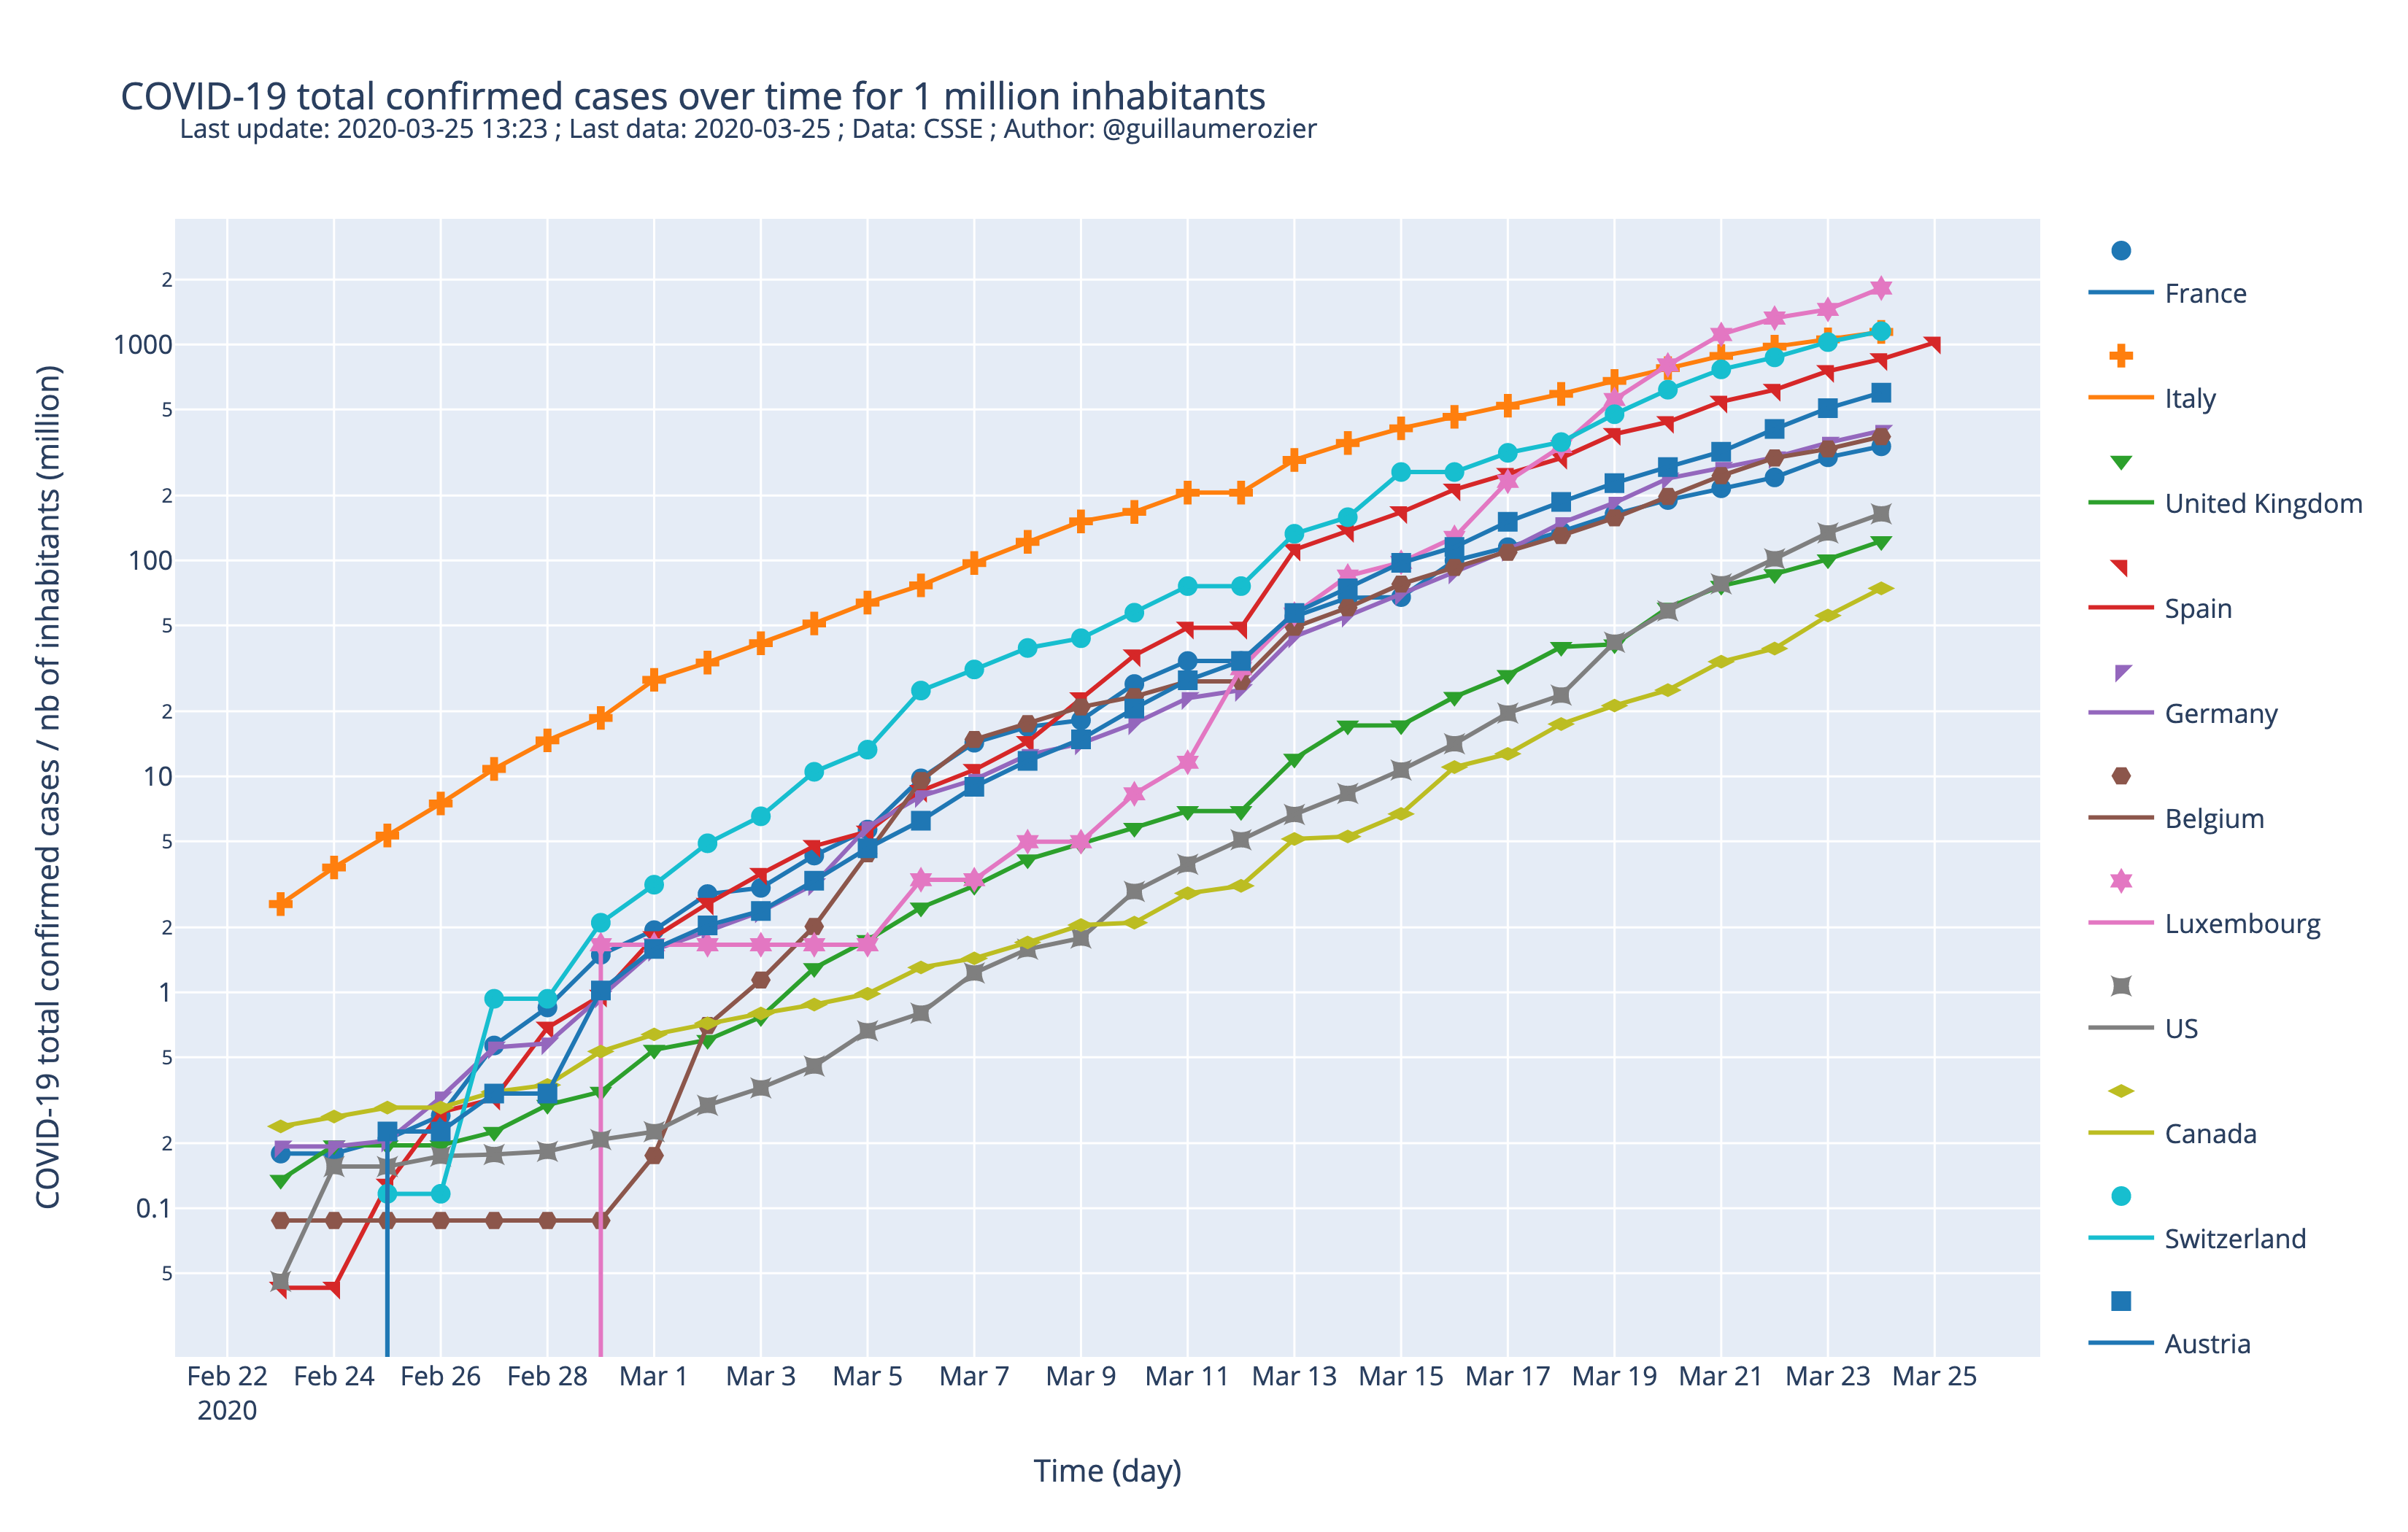 COVID-19 total confirmed cases over time for 1 million inhabitants
Last update: 2020-03-25 13:23 ; Last data: 2020-03-25 ; Data: CSSE ; Author: @guillaumerozier
COVID-19 total confirmed cases / nb of inhabitants (million)
2
1000
5
2
100
5
2
10
5
2
1
5
2
0.1
5
Feb 22
2020
Feb 24
Feb 26
Feb 28
Mar 1
Mar 3
Mar 5
Mar 7
Mar 9
Mar 11
Mar 13
Mar 15
Mar 17
Mar 19
Mar 21
Mar 23
Mar 25
Time (day)
France
Italy
United Kingdom
Spain
Germany
Belgium
Luxembourg
US
Canada
Switzerland
Austria